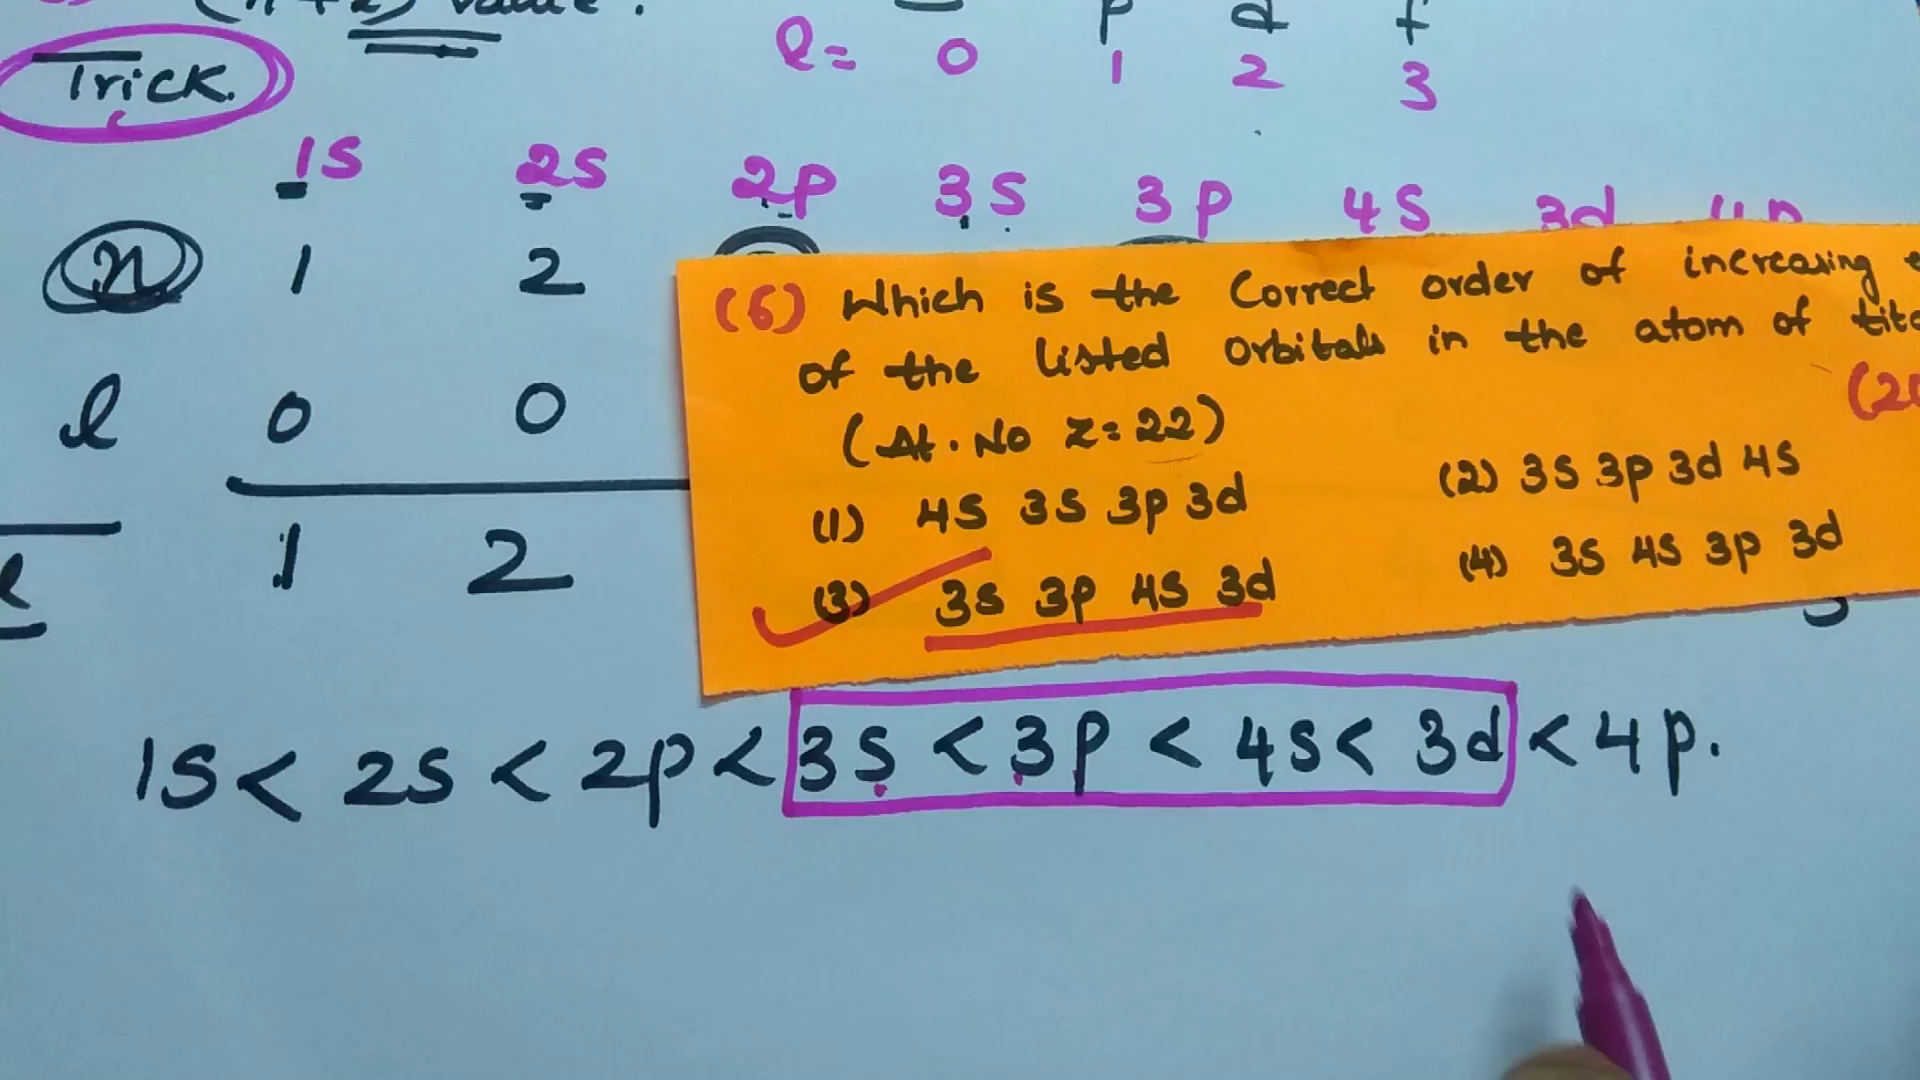 value.
p d f
l = 0 1 2 3
Trick.
1s 2s 2p 3s 3p 4s 3d 4p
n 1 2
l 0 0
1 2
(6) Which is the Correct order of increasing
of the listed orbitals in the atom of
(At. No z=22)
(1) 4s 3s 3p 3d (2) 3s 3p 3d 4s
(3) 3s 3p 4s 3d (4) 3s 4s 3p 3d
1s < 2s < 2p < 3s < 3p < 4s < 3d < 4p.